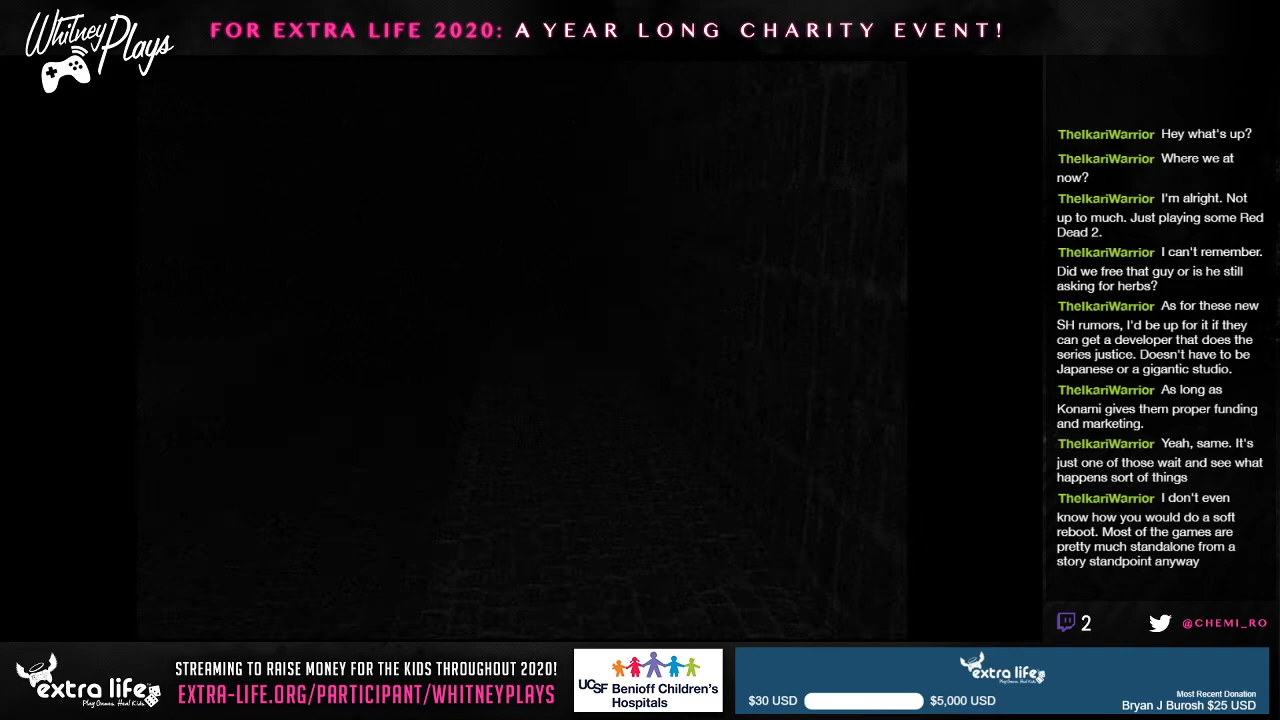 Whitney Plays
FOR EXTRA LIFE 2020: A YEAR LONG CHARITY EVENT!
TheIkariWarrior Hey what's up?
TheIkariWarrior Where we at
now?
TheIkariWarrior I'm alright. Not
up to much. Just playing some Red
Dead 2.
TheIkariWarrior I can't remember.
Did we free that guy or is he still
asking for herbs?
TheIkariWarrior As for these new
SH rumors, I'd be up for it if they
can get a developer that does the
series justice. Doesn't have to be
Japanese or a gigantic studio.
TheIkariWarrior As long as
Konami gives them proper funding
and marketing.
TheIkariWarrior Yeah, same. It's
just one of those wait and see what
happens sort of things
TheIkariWarrior I don't even
know how you would do a soft
reboot. Most of the games are
pretty much standalone from a
story standpoint anyway
2 @CHEMI_RO
extra life
Play Games. Heal Kids.
STREAMING TO RAISE MONEY FOR THE KIDS THROUGHOUT 2020!
EXTRA-LIFE.ORG/PARTICIPANT/WHITNEYPLAYS
UCSF Benioff Children's
Hospitals
extra life
Play Games. Heal Kids.
$30 USD $5,000 USD
Most Recent Donation
Bryan J Burosh $25 USD